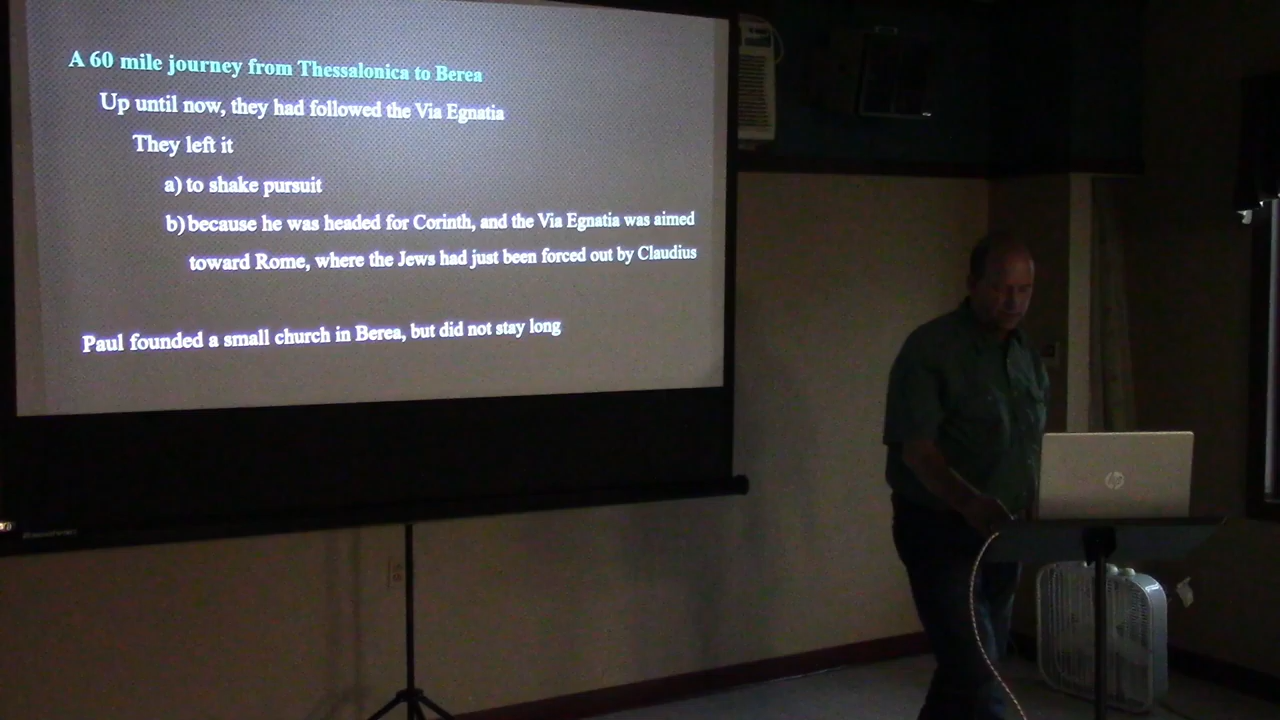 A 60 mile journey from Thessalonica to Berea
Up until now, they had followed the Via Egnatia
They left it
a) to shake pursuit
b) because he was headed for Corinth, and the Via Egnatia was aimed
toward Rome, where the Jews had just been forced out by Claudius
Paul founded a small church in Berea, but did not stay long
hp